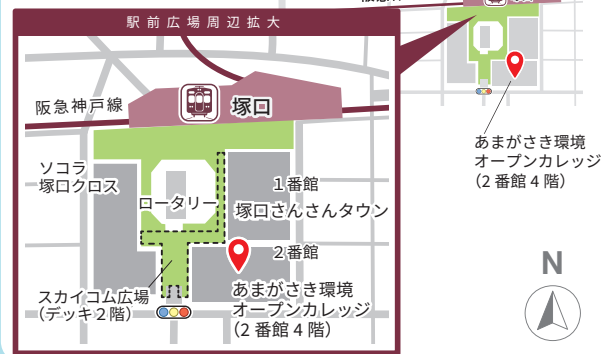 駅前広場周辺拡大
阪急神戸線
塚口
ソコラ
塚口クロス
ロータリー
1番館
塚口さんさんタウン
2番館
スカイコム広場
(デッキ2階)
あまがさき環境
オープンカレッジ
(2番館4階)
あまがさき環境
オープンカレッジ
(2番館4階)
N